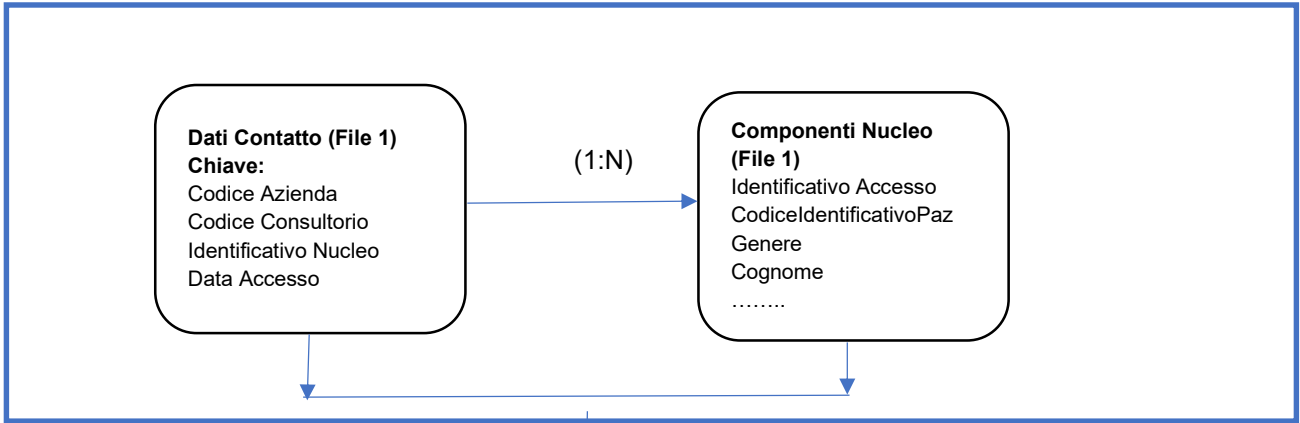 Dati Contatto (File 1)
Chiave:
Codice Azienda
Codice Consultorio
Identificativo Nucleo
Data Accesso
(1:N)
Componenti Nucleo
(File 1)
Identificativo Accesso
CodiceIdentificativoPaz
Genere
Cognome
……..